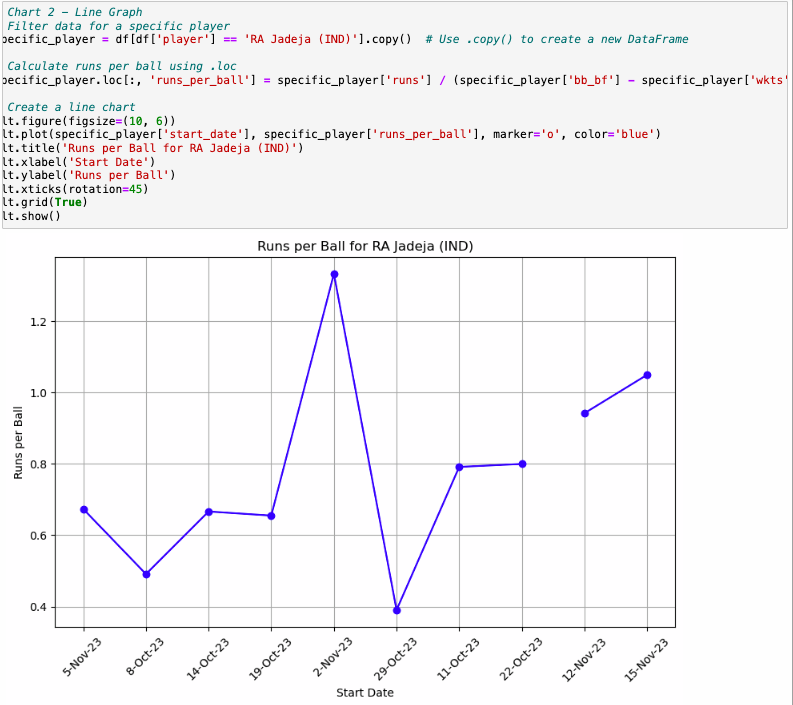 Chart 2 - Line Graph
Filter data for a specific player
pecific_player = df[df['player'] == 'RA Jadeja (IND)'].copy()  # Use .copy() to create a new DataFrame
Calculate runs per ball using .loc
pecific_player.loc[:, 'runs_per_ball'] = specific_player['runs'] / (specific_player['bb_bf'] - specific_player['wkts'
Create a line chart
lt.figure(figsize=(10, 6))
lt.plot(specific_player['start_date'], specific_player['runs_per_ball'], marker='o', color='blue')
lt.title('Runs per Ball for RA Jadeja (IND)')
lt.xlabel('Start Date')
lt.ylabel('Runs per Ball')
lt.xticks(rotation=45)
lt.grid(True)
lt.show()
Runs per Ball for RA Jadeja (IND)
1.2
1.0
0.8
0.6
0.4
Runs per Ball
5-Nov-23
8-Oct-23
14-Oct-23
19-Oct-23
2-Nov-23
29-Oct-23
11-Oct-23
22-Oct-23
12-Nov-23
15-Nov-23
Start Date